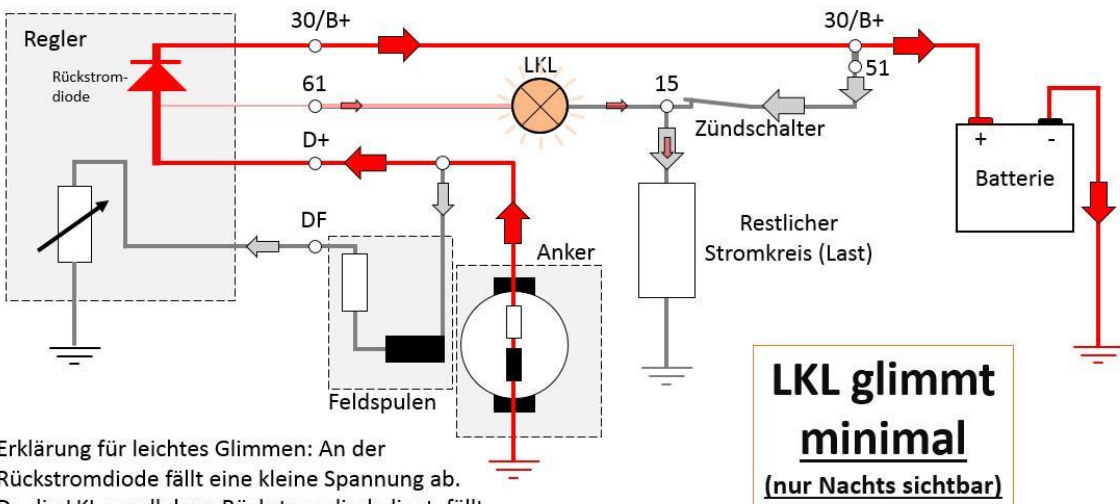 30/B+
30/B+
Regler
Rückstrom-
diode
LKL
51
61
15
Zündschalter
D+
+
-
Batterie
DF
Restlicher
Stromkreis (Last)
Anker
Feldspulen
LKL glimmt
minimal
(nur Nachts sichtbar)
Erklärung für leichtes Glimmen: An der
Rückstromdiode fällt eine kleine Spannung ab.